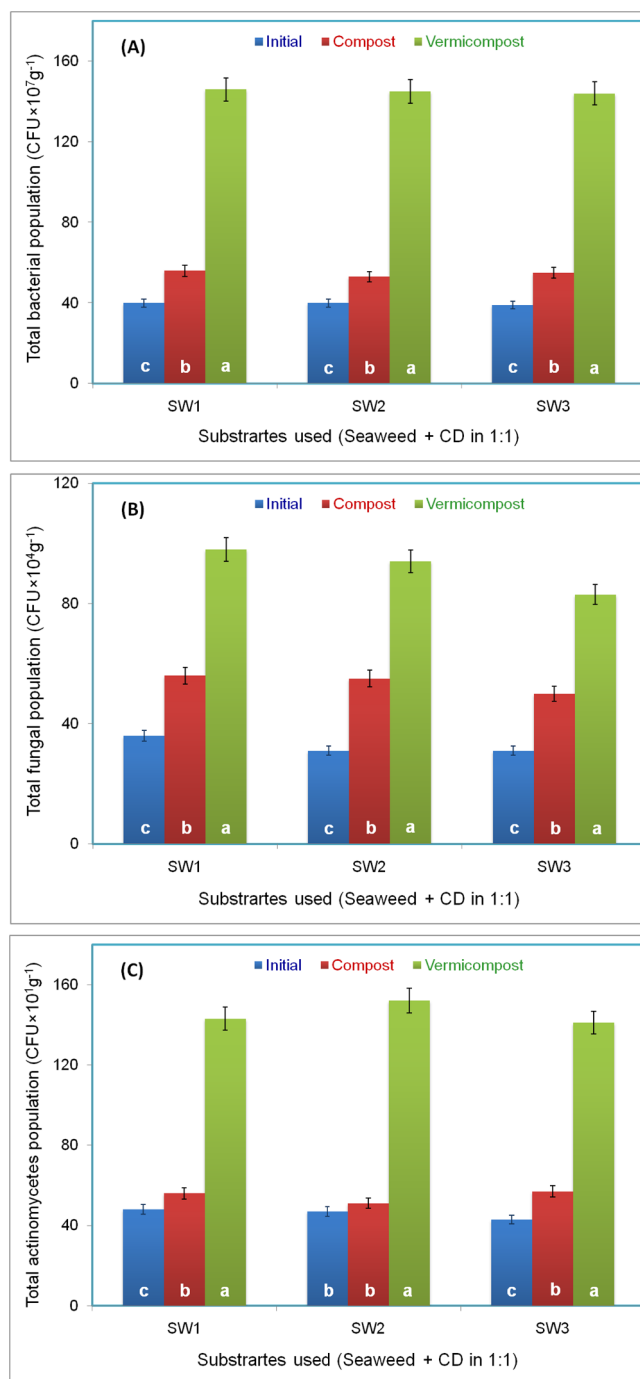 (A)
Initial Compost Vermicompost
Total bacterial population (CFU×10⁷g⁻¹)
160
120
80
40
0
c b a c b a c b a
SW1 SW2 SW3
Substrartes used (Seaweed + CD in 1:1)
(B)
Initial Compost Vermicompost
Total fungal population (CFU×10⁴g⁻¹)
120
80
40
0
c b a c b a c b a
SW1 SW2 SW3
Substrartes used (Seaweed + CD in 1:1)
(C)
Initial Compost Vermicompost
Total actinomycetes population (CFU×10¹g⁻¹)
160
120
80
40
0
c b a b b a c b a
SW1 SW2 SW3
Substrartes used (Seaweed + CD in 1:1)